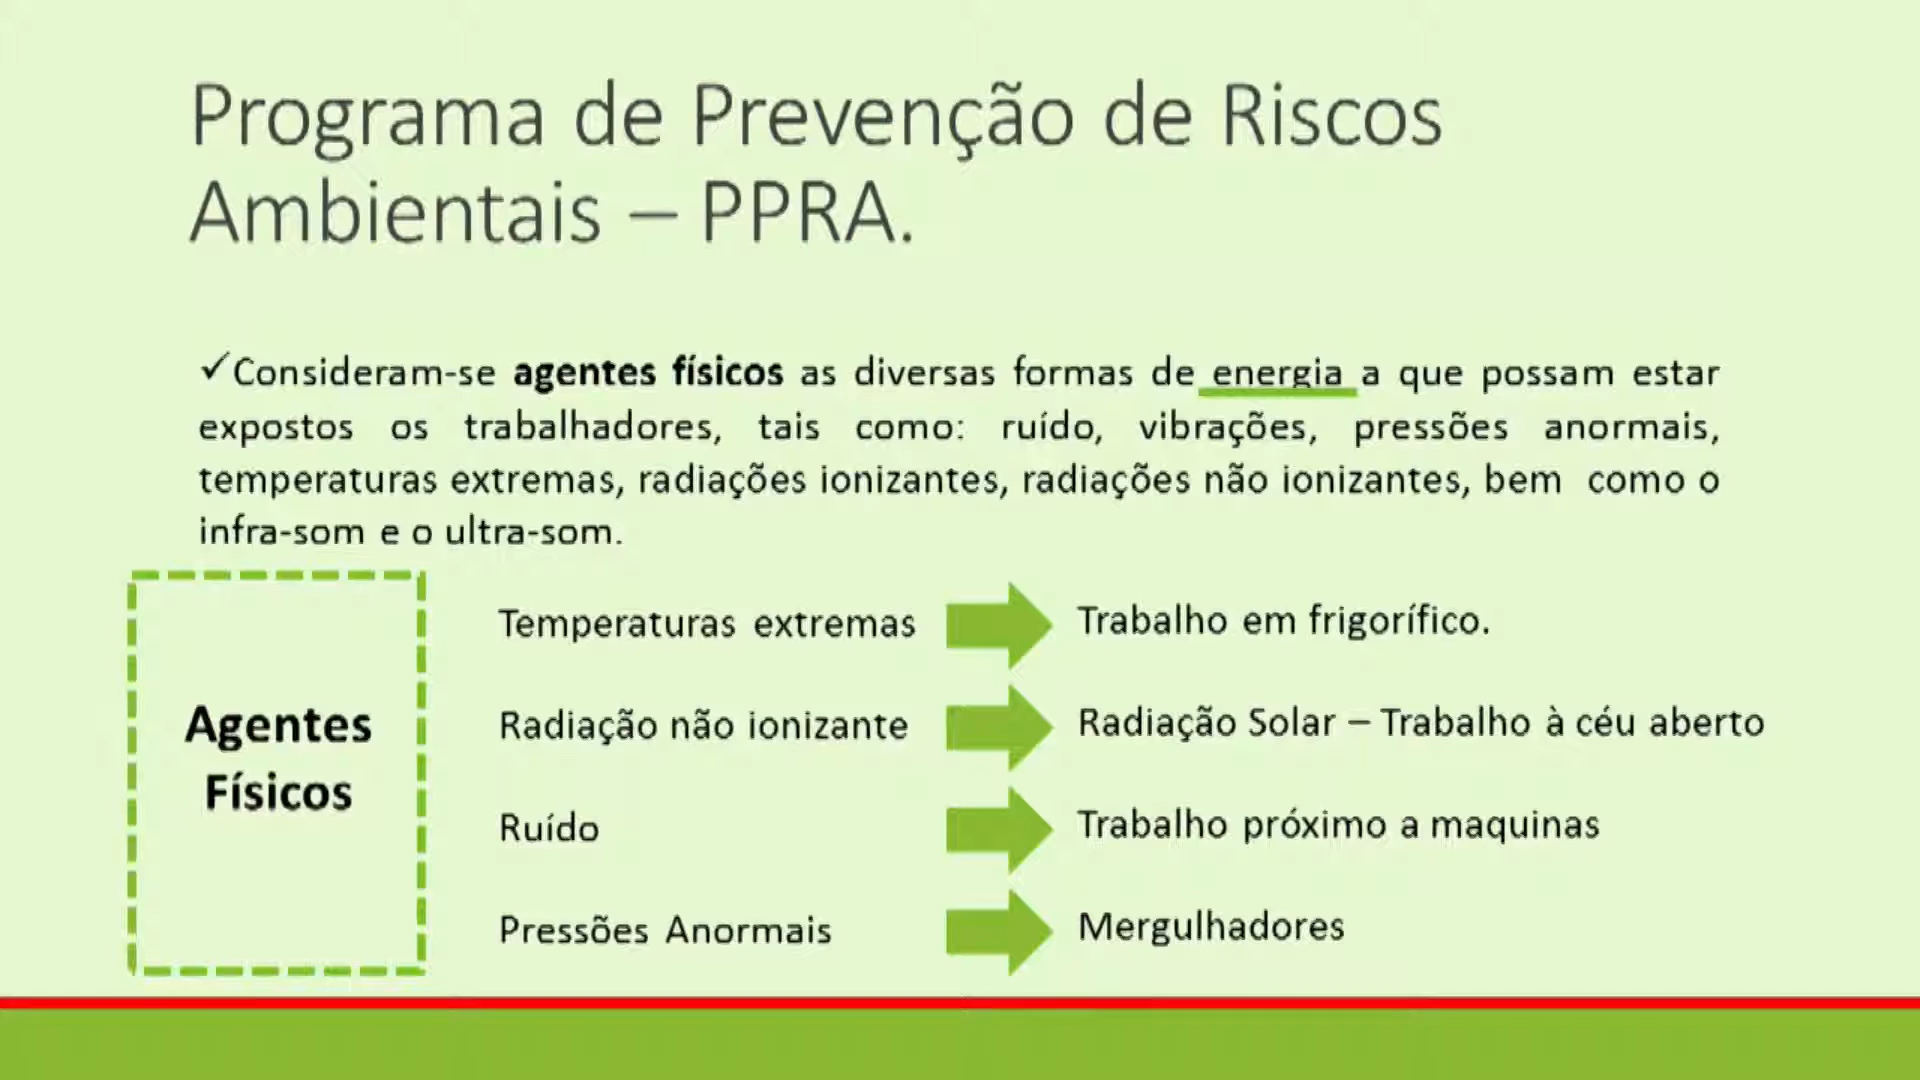 Programa de Prevenção de Riscos
Ambientais – PPRA.
✓Consideram-se agentes físicos as diversas formas de energia a que possam estar
expostos os trabalhadores, tais como: ruído, vibrações, pressões anormais,
temperaturas extremas, radiações ionizantes, radiações não ionizantes, bem como o
infra-som e o ultra-som.
Agentes
Físicos
Temperaturas extremas
Trabalho em frigorífico.
Radiação não ionizante
Radiação Solar – Trabalho à céu aberto
Ruído
Trabalho próximo a maquinas
Pressões Anormais
Mergulhadores